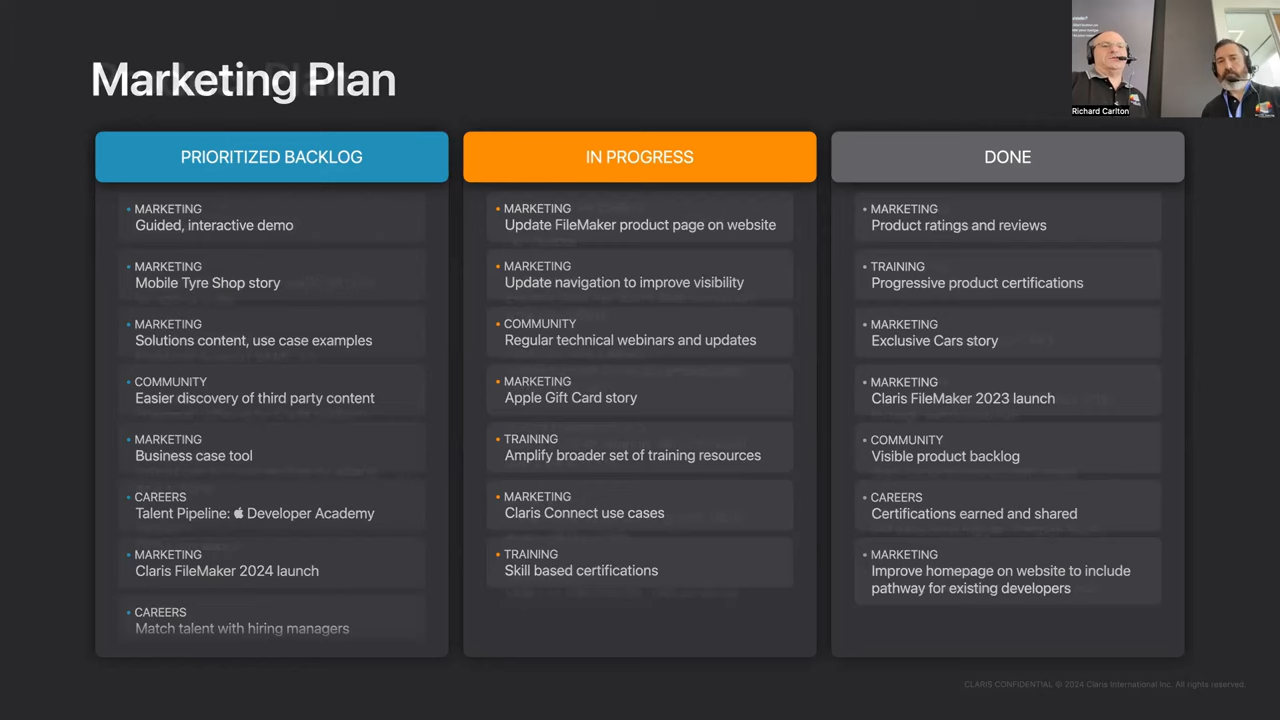 Marketing Plan
Richard Carlton
PRIORITIZED BACKLOG
• MARKETING
Guided, interactive demo
• MARKETING
Mobile Tyre Shop story
• MARKETING
Solutions content, use case examples
• COMMUNITY
Easier discovery of third party content
• MARKETING
Business case tool
• CAREERS
Talent Pipeline:  Developer Academy
• MARKETING
Claris FileMaker 2024 launch
• CAREERS
Match talent with hiring managers
IN PROGRESS
• MARKETING
Update FileMaker product page on website
• MARKETING
Update navigation to improve visibility
• COMMUNITY
Regular technical webinars and updates
• MARKETING
Apple Gift Card story
• TRAINING
Amplify broader set of training resources
• MARKETING
Claris Connect use cases
• TRAINING
Skill based certifications
DONE
• MARKETING
Product ratings and reviews
• TRAINING
Progressive product certifications
• MARKETING
Exclusive Cars story
• MARKETING
Claris FileMaker 2023 launch
• COMMUNITY
Visible product backlog
• CAREERS
Certifications earned and shared
• MARKETING
Improve homepage on website to include
pathway for existing developers
CLARIS CONFIDENTIAL © 2024 Claris International Inc. All rights reserved.